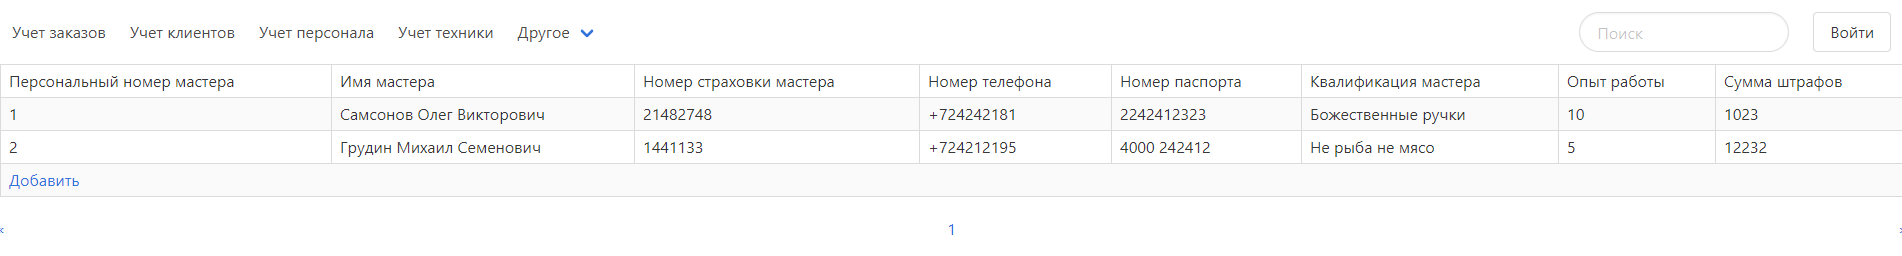 Учет заказов Учет клиентов Учет персонала Учет техники Другое Поиск Войти
Персональный номер мастера Имя мастера Номер страховки мастера Номер телефона Номер паспорта Квалификация мастера Опыт работы Сумма штрафов
1 Самсонов Олег Викторович 21482748 +724242181 2242412323 Божественные ручки 10 1023
2 Грудин Михаил Семенович 1441133 +724212195 4000 242412 Не рыба не мясо 5 12232
Добавить
1